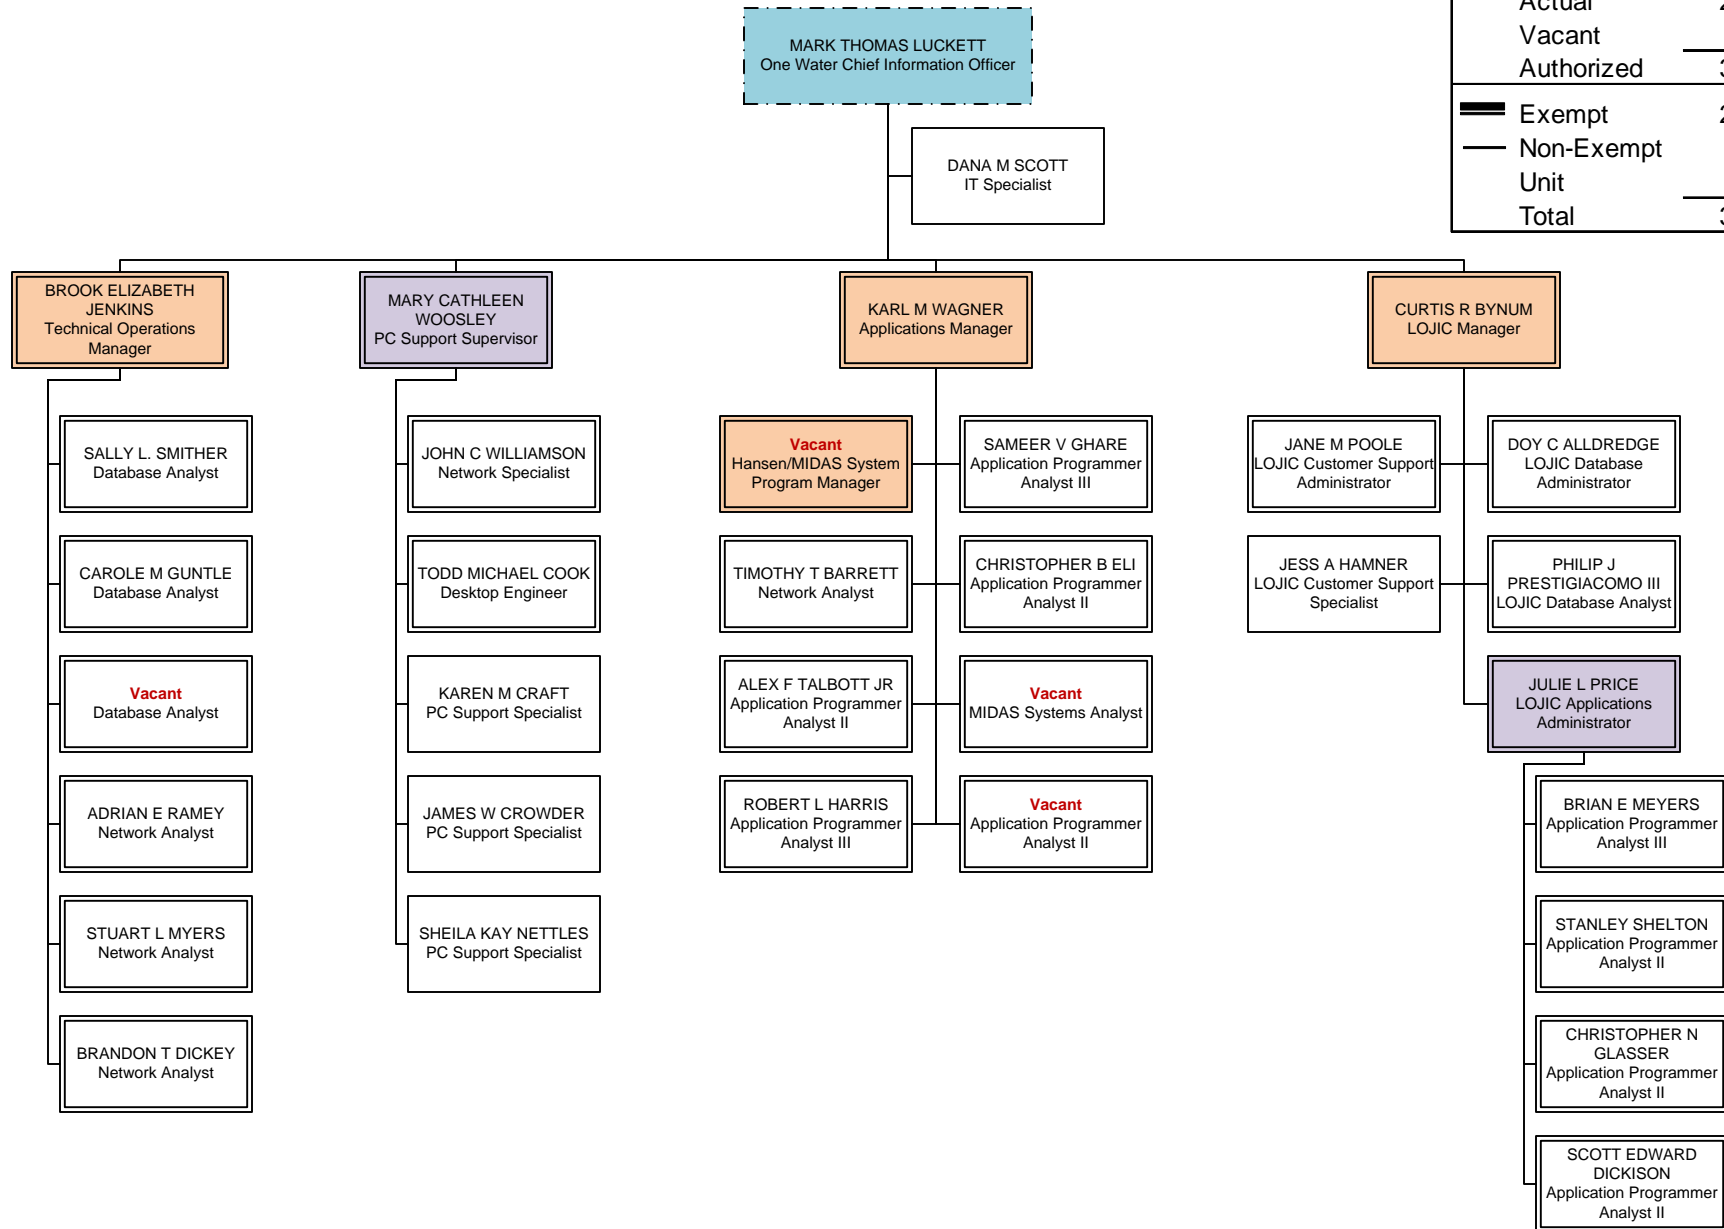 Actual 2
Vacant
Authorized 3
Exempt 2
Non-Exempt
Unit
Total 3
MARK THOMAS LUCKETT
One Water Chief Information Officer
DANA M SCOTT
IT Specialist
BROOK ELIZABETH
JENKINS
Technical Operations
Manager
MARY CATHLEEN
WOOSLEY
PC Support Supervisor
KARL M WAGNER
Applications Manager
CURTIS R BYNUM
LOJIC Manager
SALLY L. SMITHER
Database Analyst
CAROLE M GUNTLE
Database Analyst
Vacant
Database Analyst
ADRIAN E RAMEY
Network Analyst
STUART L MYERS
Network Analyst
BRANDON T DICKEY
Network Analyst
JOHN C WILLIAMSON
Network Specialist
TODD MICHAEL COOK
Desktop Engineer
KAREN M CRAFT
PC Support Specialist
JAMES W CROWDER
PC Support Specialist
SHEILA KAY NETTLES
PC Support Specialist
Vacant
Hansen/MIDAS System
Program Manager
TIMOTHY T BARRETT
Network Analyst
ALEX F TALBOTT JR
Application Programmer
Analyst II
ROBERT L HARRIS
Application Programmer
Analyst III
SAMEER V GHARE
Application Programmer
Analyst III
CHRISTOPHER B ELI
Application Programmer
Analyst II
Vacant
MIDAS Systems Analyst
Vacant
Application Programmer
Analyst II
JANE M POOLE
LOJIC Customer Support
Administrator
JESS A HAMNER
LOJIC Customer Support
Specialist
DOY C ALLDREDGE
LOJIC Database
Administrator
PHILIP J
PRESTIGIACOMO III
LOJIC Database Analyst
JULIE L PRICE
LOJIC Applications
Administrator
BRIAN E MEYERS
Application Programmer
Analyst III
STANLEY SHELTON
Application Programmer
Analyst II
CHRISTOPHER N
GLASSER
Application Programmer
Analyst II
SCOTT EDWARD
DICKISON
Application Programmer
Analyst II